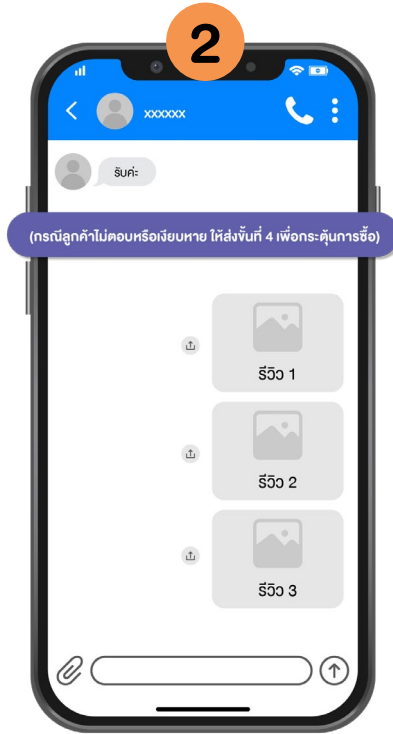 2
xxxxxx
รับค่ะ
(กรณีลูกค้าไม่ตอบหรือเงียบหาย ให้ส่งขั้นที่ 4 เพื่อกระตุ้นการซื้อ)
รีวิว 1
รีวิว 2
รีวิว 3